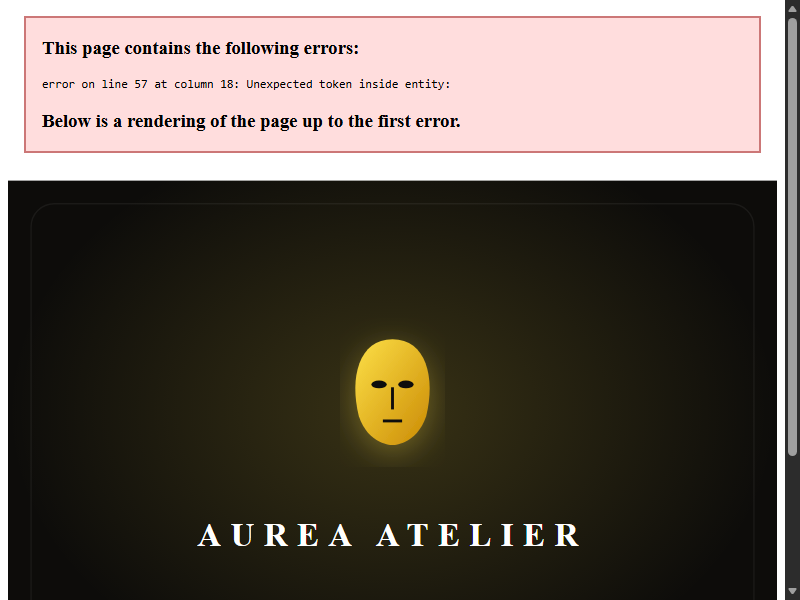 This page contains the following errors:
error on line 57 at column 18: Unexpected token inside entity:
Below is a rendering of the page up to the first error.
AUREA ATELIER